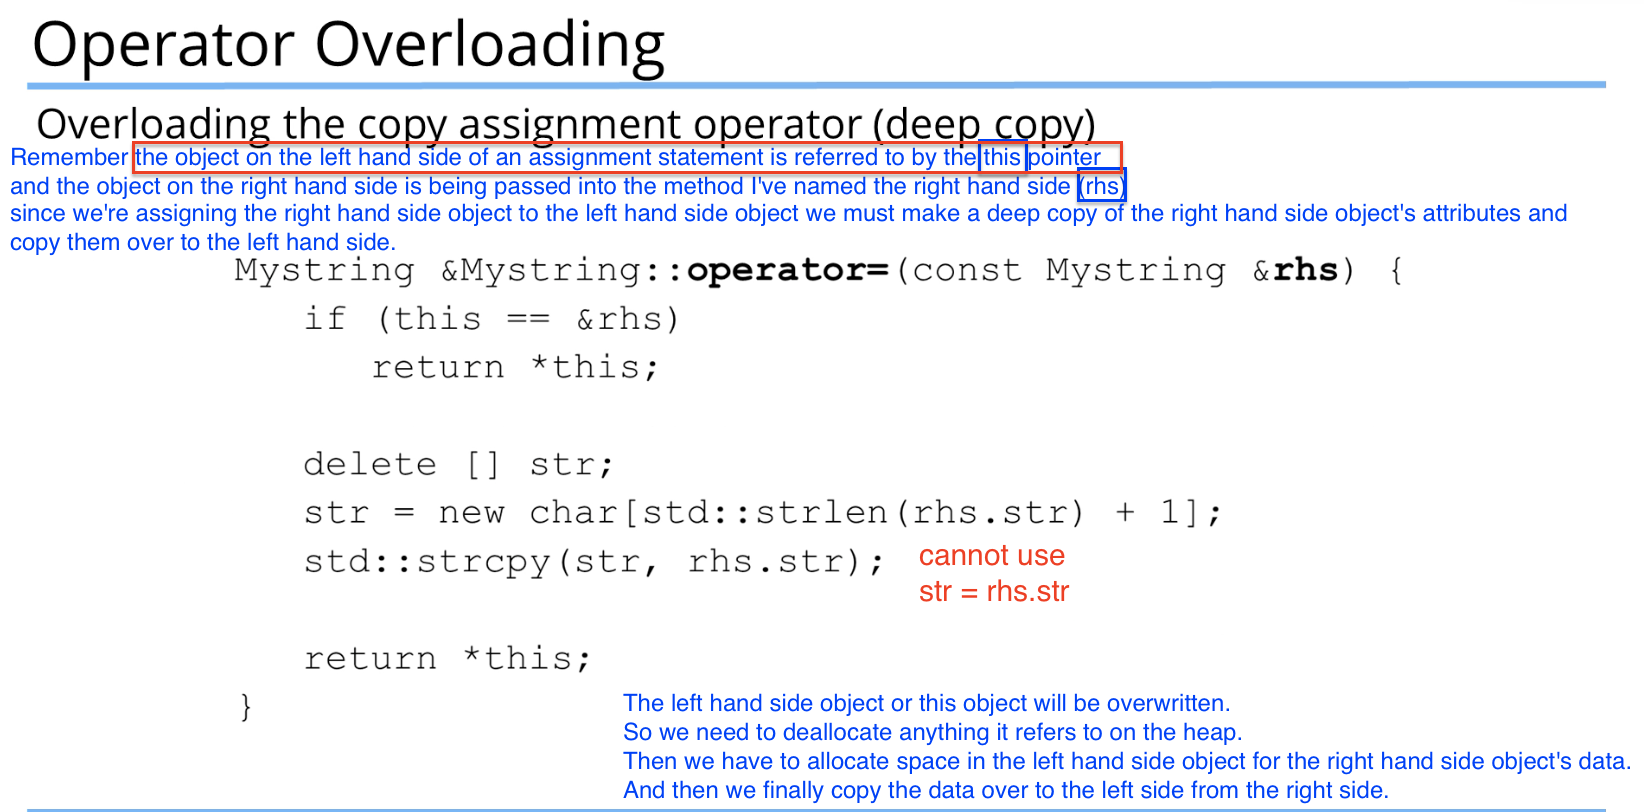 Operator Overloading
Overloading the copy assignment operator (deep copy)
Remember the object on the left hand side of an assignment statement is referred to by the this pointer
and the object on the right hand side is being passed into the method I've named the right hand side (rhs)
since we're assigning the right hand side object to the left hand side object we must make a deep copy of the right hand side object's attributes and
copy them over to the left hand side.
Mystring &Mystring::operator=(const Mystring &rhs) {
if (this == &rhs)
return *this;
delete [] str;
str = new char[std::strlen(rhs.str) + 1];
std::strcpy(str, rhs.str);
cannot use
str = rhs.str
return *this;
}
The left hand side object or this object will be overwritten.
So we need to deallocate anything it refers to on the heap.
Then we have to allocate space in the left hand side object for the right hand side object's data.
And then we finally copy the data over to the left side from the right side.